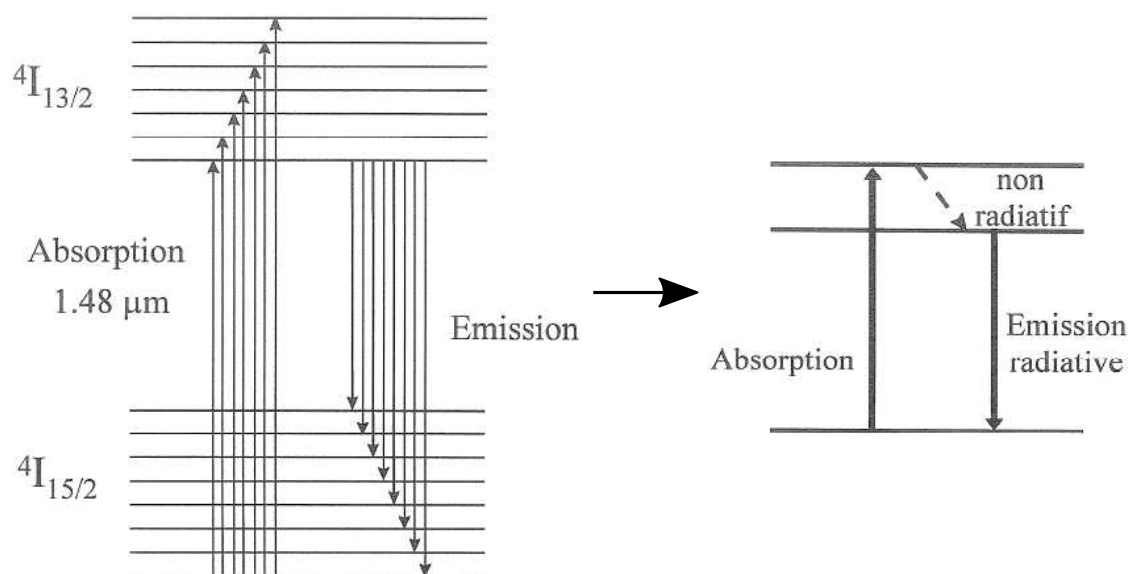 ⁴I₁₃/₂
Absorption
1.48 µm
Emission
⁴I₁₅/₂
non
radiatif
Absorption
Emission
radiative